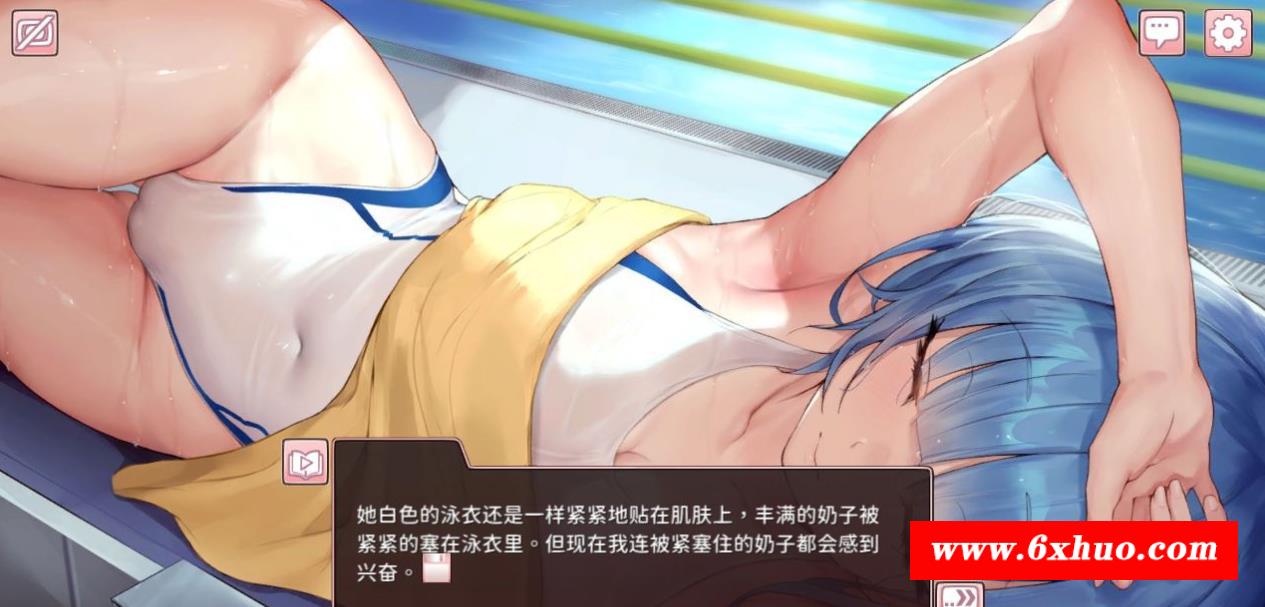 她白色的泳衣还是一样紧紧地贴在肌肤上，丰满的奶子被
紧紧的塞在泳衣里。但现在我连被紧塞住的奶子都会感到
兴奋。
www.6xhuo.com